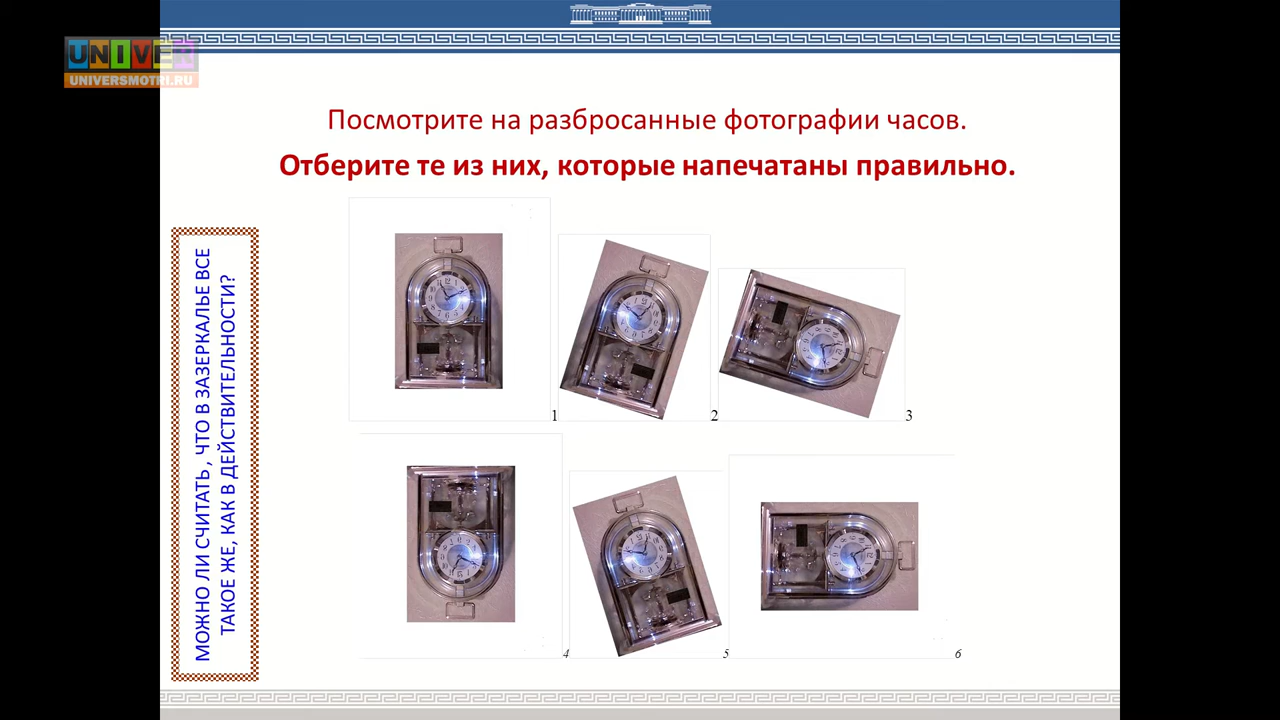 UNIVER
UNIVERSMOTRI.RU
Посмотрите на разбросанные фотографии часов.
Отберите те из них, которые напечатаны правильно.
МОЖНО ЛИ СЧИТАТЬ, ЧТО В ЗАЗЕРКАЛЬЕ ВСЕ
ТАКОЕ ЖЕ, КАК В ДЕЙСТВИТЕЛЬНОСТИ?
1
2
3
4
5
6